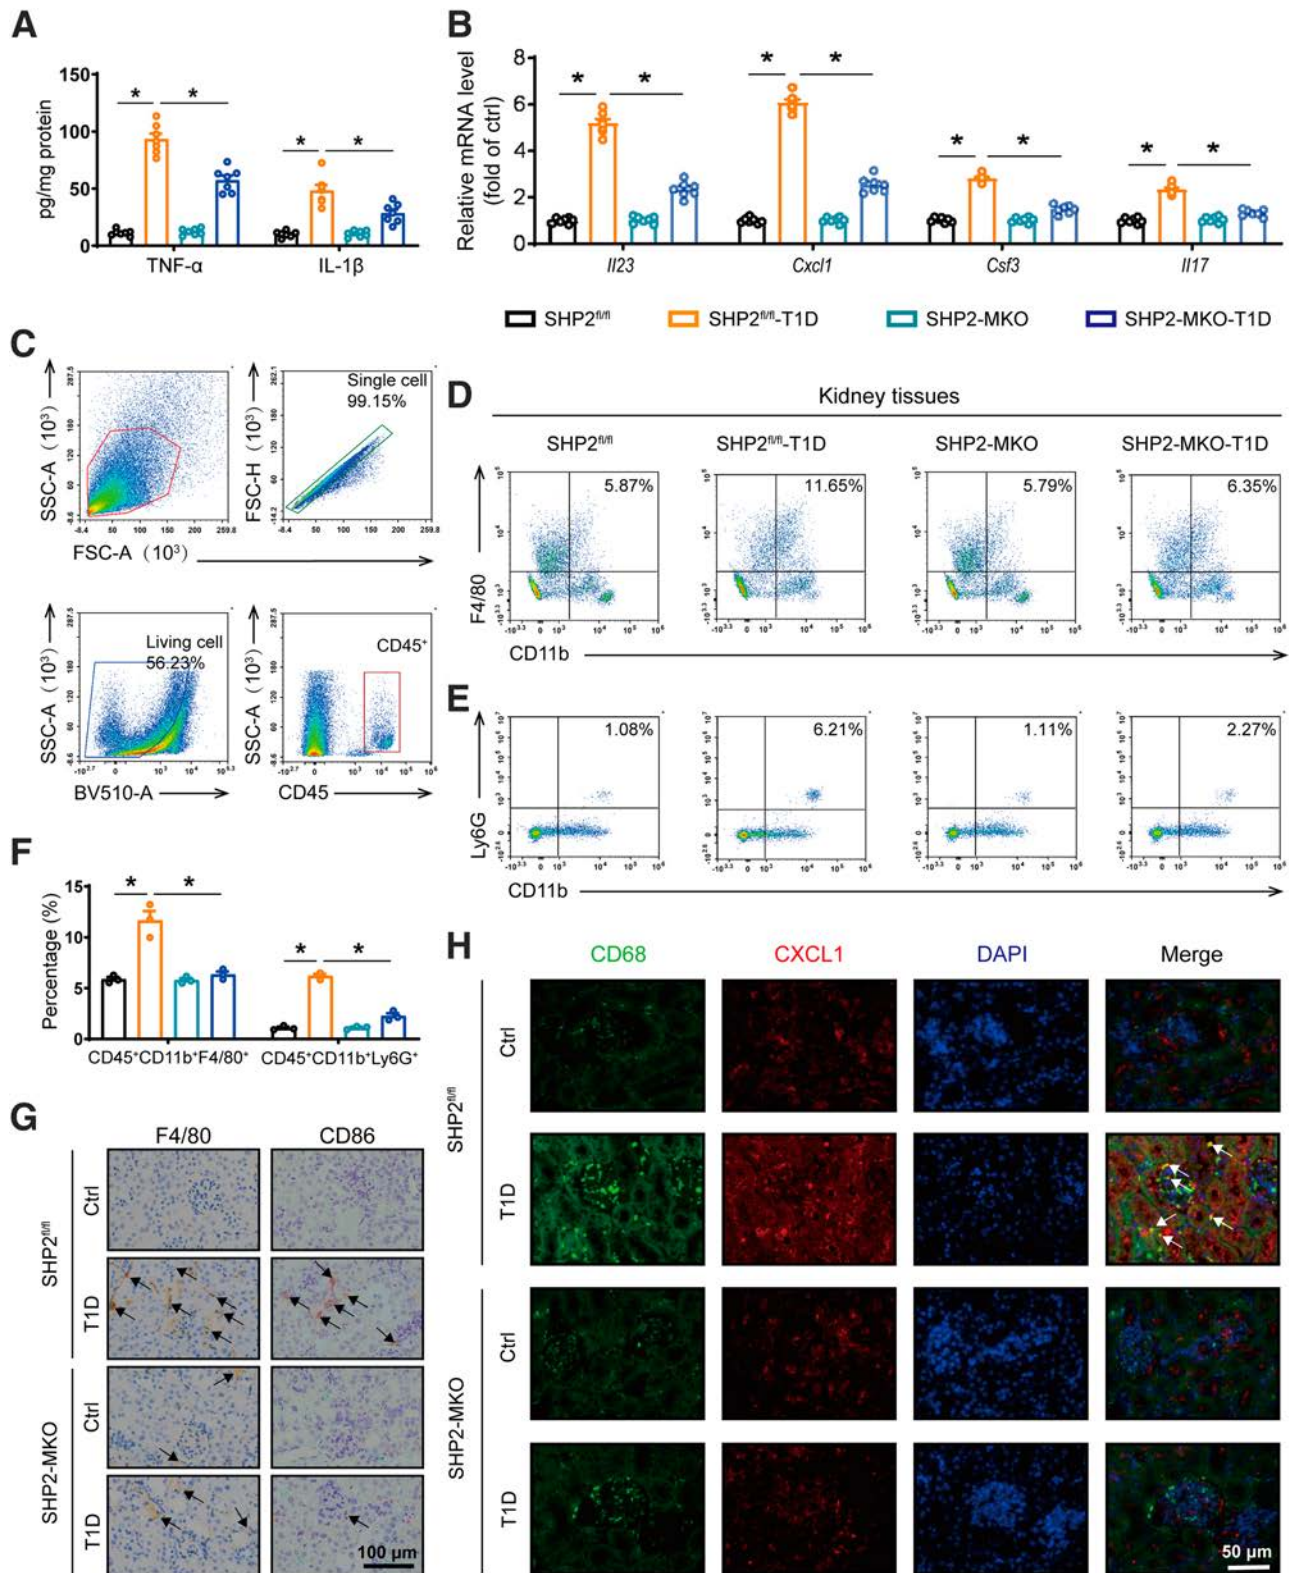 A
150
100
50
0
pg/mg protein
* * * *
TNF-α IL-1β
B
8
6
4
2
0
Relative mRNA level
(fold of ctrl)
* * * * * * * *
Il23 Cxcl1 Csf3 Il17
SHP2fl/fl SHP2fl/fl-T1D SHP2-MKO SHP2-MKO-T1D
C
SSC-A (10³)
FSC-A (10³)
FSC-H (10³)
Single cell
99.15%
SSC-A (10³)
Living cell
56.23%
BV510-A
SSC-A (10³)
CD45⁺
CD45
D
Kidney tissues
SHP2fl/fl SHP2fl/fl-T1D SHP2-MKO SHP2-MKO-T1D
5.87% 11.65% 5.79% 6.35%
F4/80
CD11b
E
1.08% 6.21% 1.11% 2.27%
Ly6G
CD11b
F
15
10
5
0
Percentage (%)
* * * *
CD45⁺CD11b⁺F4/80⁺ CD45⁺CD11b⁺Ly6G⁺
G
F4/80 CD86
SHP2fl/fl
Ctrl
T1D
SHP2-MKO
Ctrl
T1D
100 μm
H
CD68 CXCL1 DAPI Merge
SHP2fl/fl
Ctrl
T1D
SHP2-MKO
Ctrl
T1D
50 μm